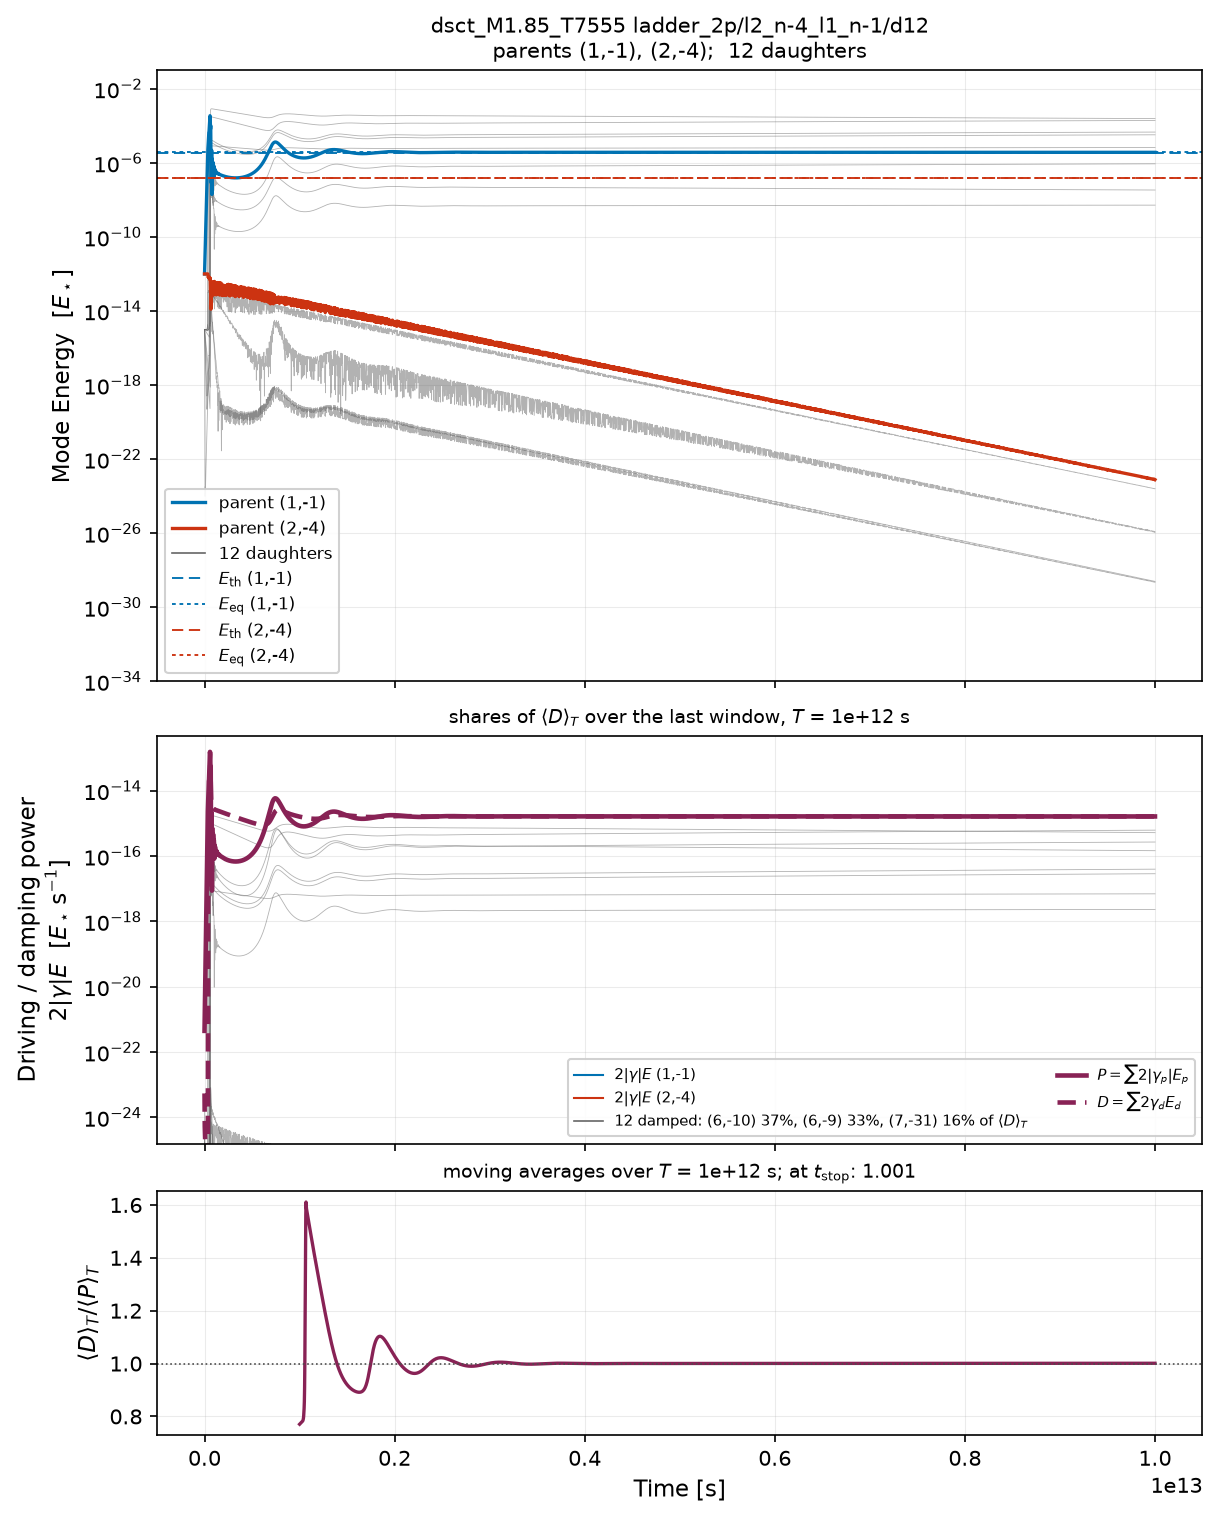 dsct_M1.85_T7555 ladder_2p/l2_n-4_l1_n-1/d12
parents (1,-1), (2,-4);  12 daughters
Mode Energy [E⋆]
10⁻²
10⁻⁶
10⁻¹⁰
10⁻¹⁴
10⁻¹⁸
10⁻²²
10⁻²⁶
10⁻³⁰
10⁻³⁴
parent (1,-1)
parent (2,-4)
12 daughters
E_th (1,-1)
E_eq (1,-1)
E_th (2,-4)
E_eq (2,-4)
shares of ⟨D⟩_T over the last window, T = 1e+12 s
Driving / damping power
2|γ|E [E⋆ s⁻¹]
10⁻¹⁴
10⁻¹⁶
10⁻¹⁸
10⁻²⁰
10⁻²²
10⁻²⁴
2|γ|E (1,-1)
2|γ|E (2,-4)
12 damped: (6,-10) 37%, (6,-9) 33%, (7,-31) 16% of ⟨D⟩_T
P = ∑2|γ_p|E_p
D = ∑2γ_dE_d
moving averages over T = 1e+12 s; at t_stop: 1.001
⟨D⟩_T/⟨P⟩_T
1.6
1.4
1.2
1.0
0.8
0.0 0.2 0.4 0.6 0.8 1.0
1e13
Time [s]